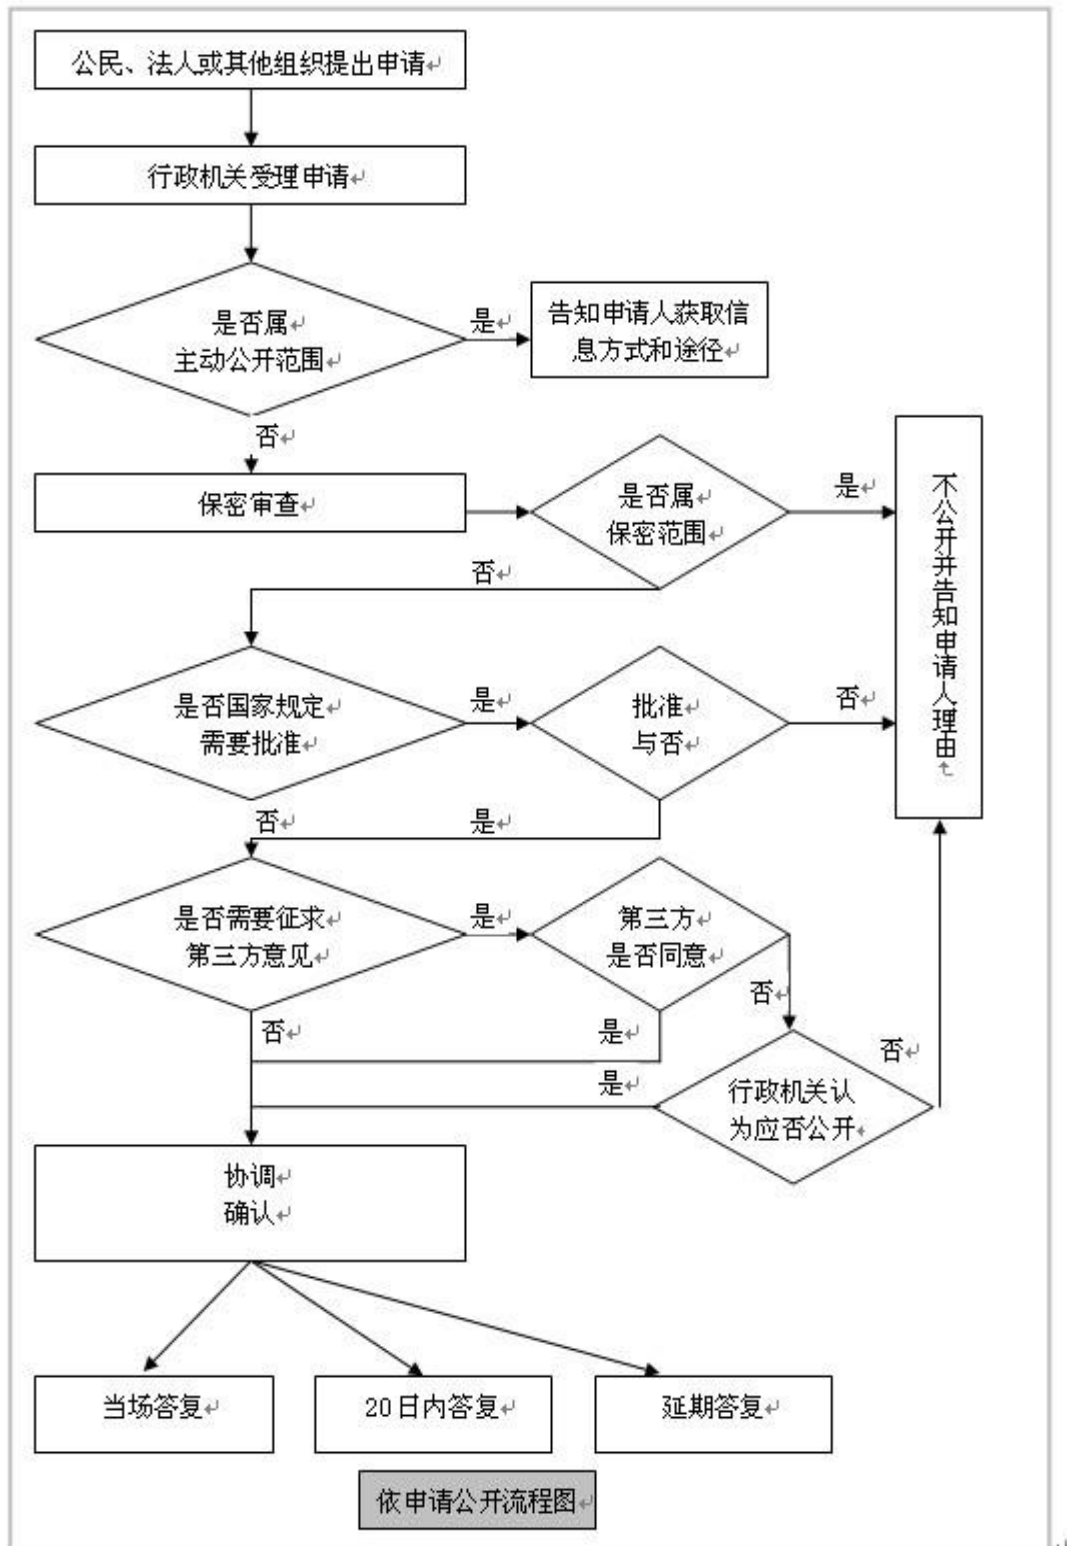 公民、法人或其他组织提出申请
行政机关受理申请
是否属
主动公开范围
是
告知申请人获取信
息方式和途径
否
保密审查
是否属
保密范围
是
不公开并告知申请人理由
否
是否国家规定
需要批准
是
批准
与否
否
否
是
是否需要征求
第三方意见
是
第三方
是否同意
否
否
是
是
行政机关认
为应否公开
否
协调
确认
当场答复
20日内答复
延期答复
依申请公开流程图